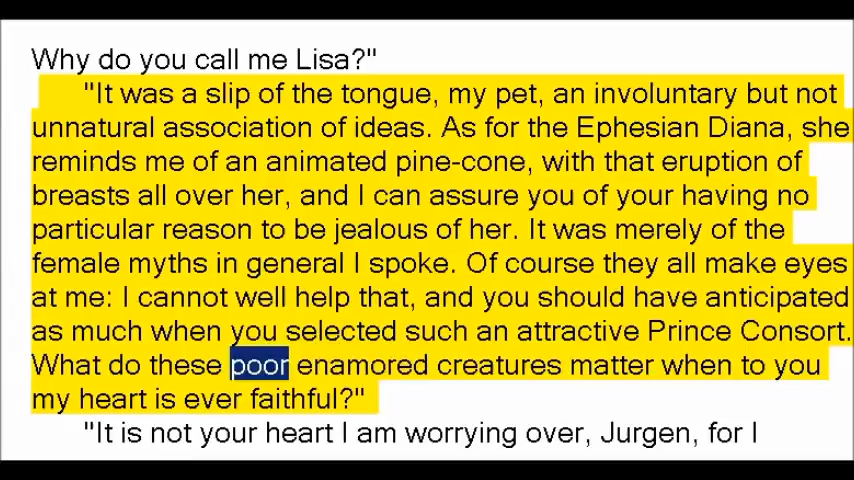 Why do you call me Lisa?"
"It was a slip of the tongue, my pet, an involuntary but not
unnatural association of ideas. As for the Ephesian Diana, she
reminds me of an animated pine-cone, with that eruption of
breasts all over her, and I can assure you of your having no
particular reason to be jealous of her. It was merely of the
female myths in general I spoke. Of course they all make eyes
at me: I cannot well help that, and you should have anticipated
as much when you selected such an attractive Prince Consort.
What do these poor enamored creatures matter when to you
my heart is ever faithful?"
"It is not your heart I am worrying over, Jurgen, for I